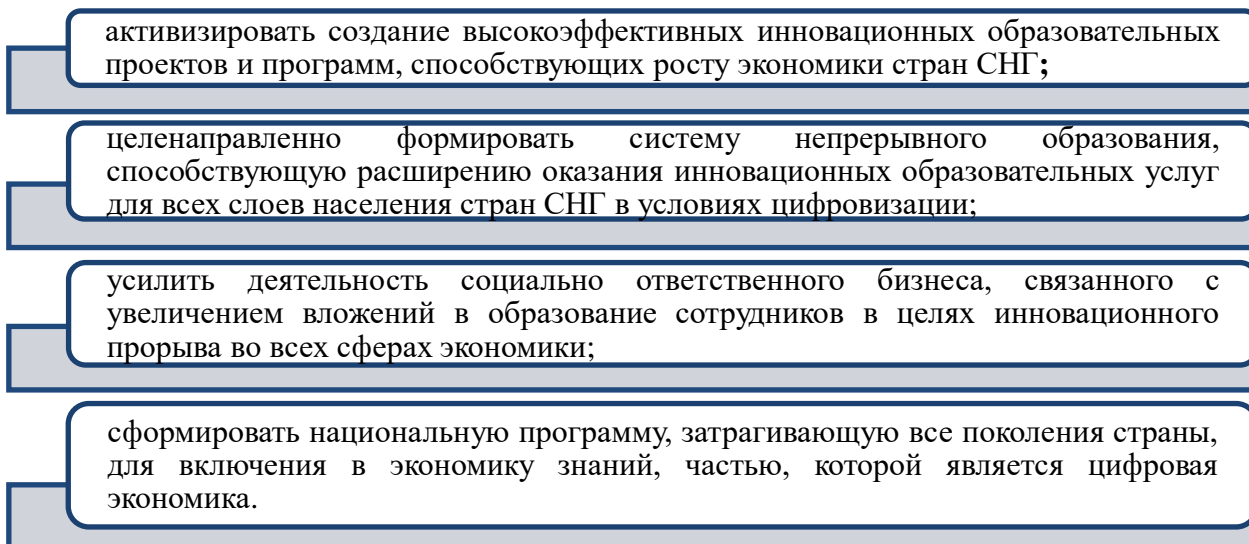 активизировать создание высокоэффективных инновационных образовательных
проектов и программ, способствующих росту экономики стран СНГ;
целенаправленно формировать систему непрерывного образования,
способствующую расширению оказания инновационных образовательных услуг
для всех слоев населения стран СНГ в условиях цифровизации;
усилить деятельность социально ответственного бизнеса, связанного с
увеличением вложений в образование сотрудников в целях инновационного
прорыва во всех сферах экономики;
сформировать национальную программу, затрагивающую все поколения страны,
для включения в экономику знаний, частью, которой является цифровая
экономика.